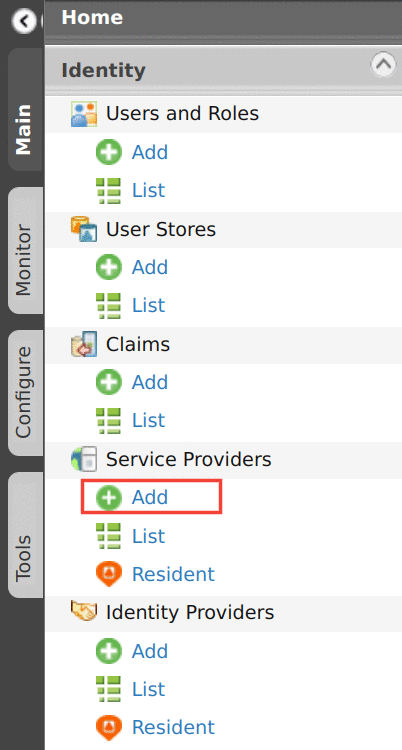 Home
Identity
Users and Roles
Add
List
User Stores
Add
List
Claims
Add
List
Service Providers
Add
List
Resident
Identity Providers
Add
List
Resident
Main
Monitor
Configure
Tools